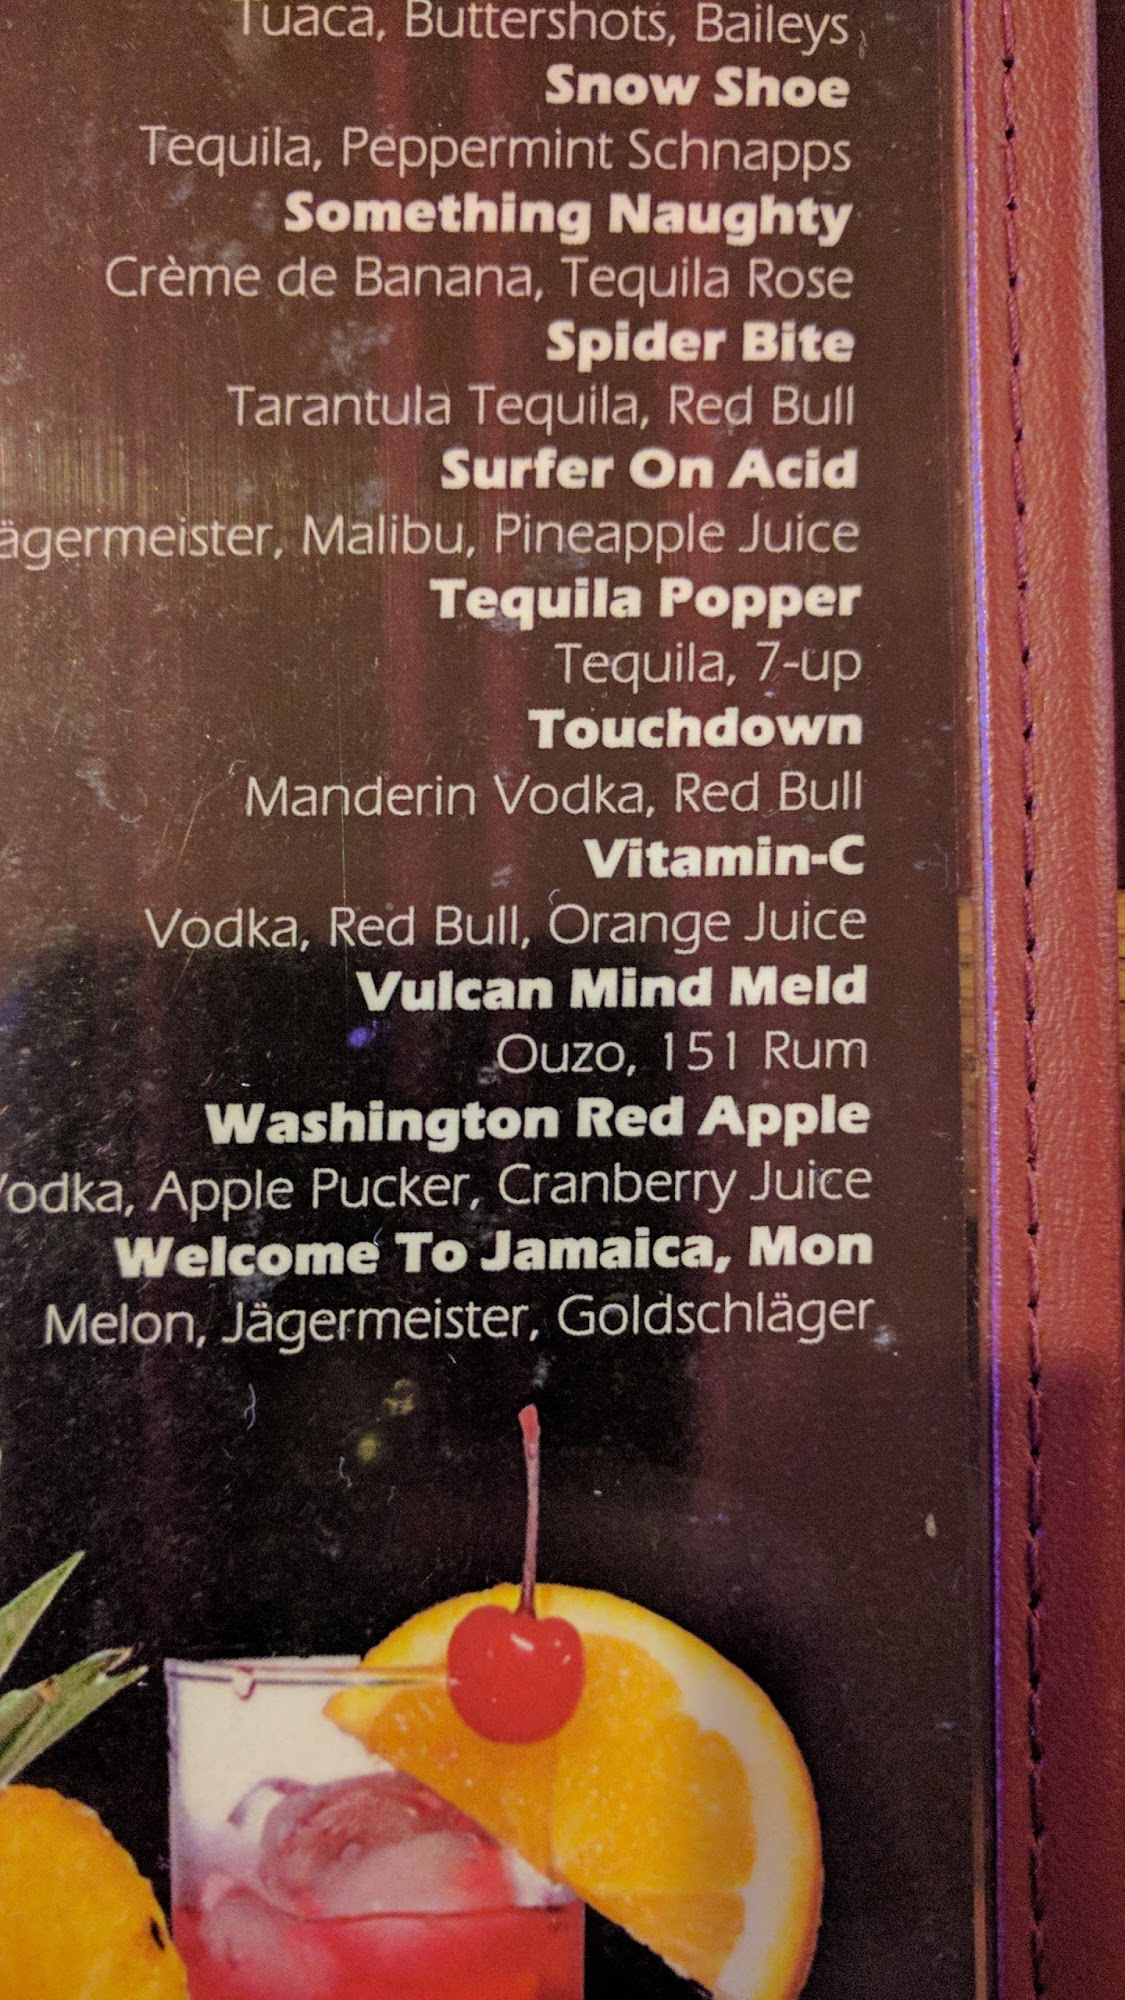 Tuaca, Buttershots, Baileys
Snow Shoe
Tequila, Peppermint Schnapps
Something Naughty
Crème de Banana, Tequila Rose
Spider Bite
Tarantula Tequila, Red Bull
Surfer On Acid
ägermeister, Malibu, Pineapple Juice
Tequila Popper
Tequila, 7-up
Touchdown
Manderin Vodka, Red Bull
Vitamin-C
Vodka, Red Bull, Orange Juice
Vulcan Mind Meld
Ouzo, 151 Rum
Washington Red Apple
Vodka, Apple Pucker, Cranberry Juice
Welcome To Jamaica, Mon
Melon, Jägermeister, Goldschläger